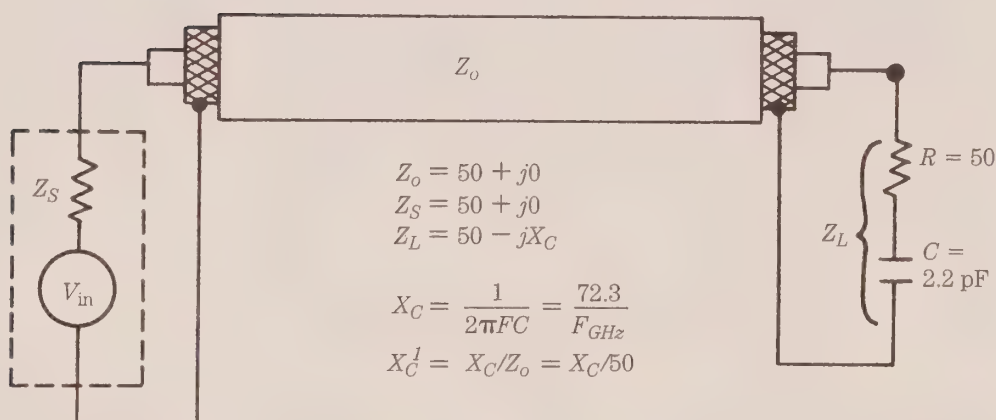 Z_o
Z_S
V_in
Z_o = 50 + j0
Z_S = 50 + j0
Z_L = 50 − jX_C
X_C = 1/2πFC = 72.3/F_GHz
X_C^1 = X_C/Z_o = X_C/50
Z_L
R = 50
C =
2.2 pF